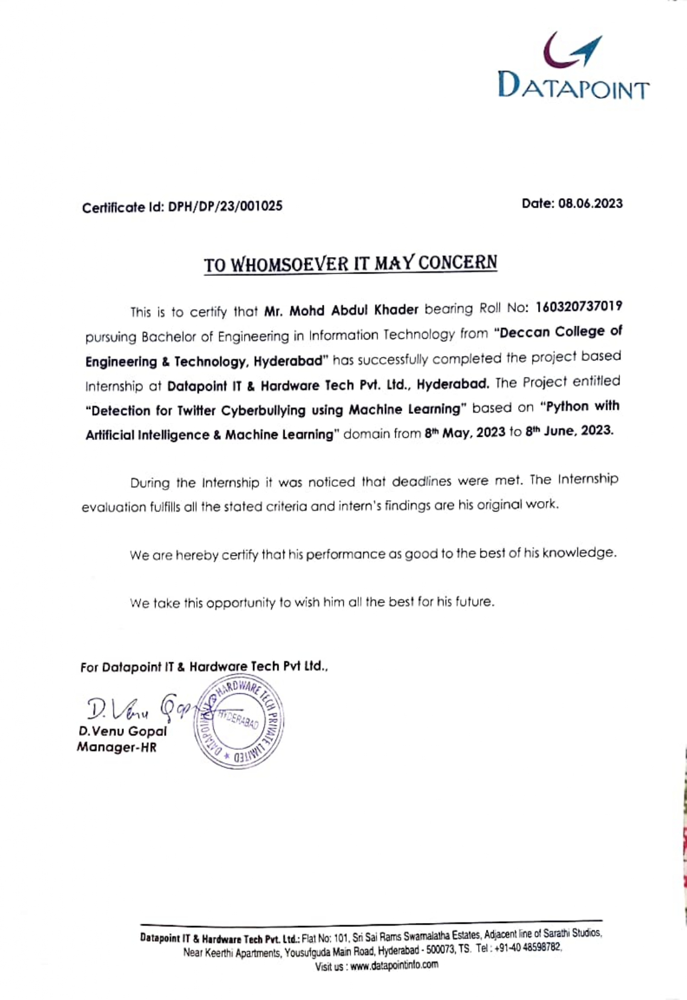 DATAPOINT
Certificate Id: DPH/DP/23/001025
Date: 08.06.2023
TO WHOMSOEVER IT MAY CONCERN
This is to certify that Mr. Mohd Abdul Khader bearing Roll No: 160320737019
pursuing Bachelor of Engineering in Information Technology from "Deccan College of
Engineering & Technology, Hyderabad" has successfully completed the project based
Internship at Datapoint IT & Hardware Tech Pvt. Ltd., Hyderabad. The Project entitled
"Detection for Twitter Cyberbullying using Machine Learning" based on "Python with
Artificial Intelligence & Machine Learning" domain from 8th May, 2023 to 8th June, 2023.
During the Internship it was noticed that deadlines were met. The Internship
evaluation fulfills all the stated criteria and intern's findings are his original work.
We are hereby certify that his performance as good to the best of his knowledge.
We take this opportunity to wish him all the best for his future.
For Datapoint IT & Hardware Tech Pvt Ltd.,
D. Venu Gop
DATAPOINT IT & HARDWARE TECH PRIVATE LIMITED ★
HYDERABAD
D.Venu Gopal
Manager-HR
Datapoint IT & Hardware Tech Pvt. Ltd.: Flat No: 101, Sri Sai Rams Swarnalatha Estates, Adjacent line of Sarathi Studios,
Near Keerthi Apartments, Yousufguda Main Road, Hyderabad - 500073, TS. Tel : +91-40 48598782,
Visit us : www.datapointinfo.com